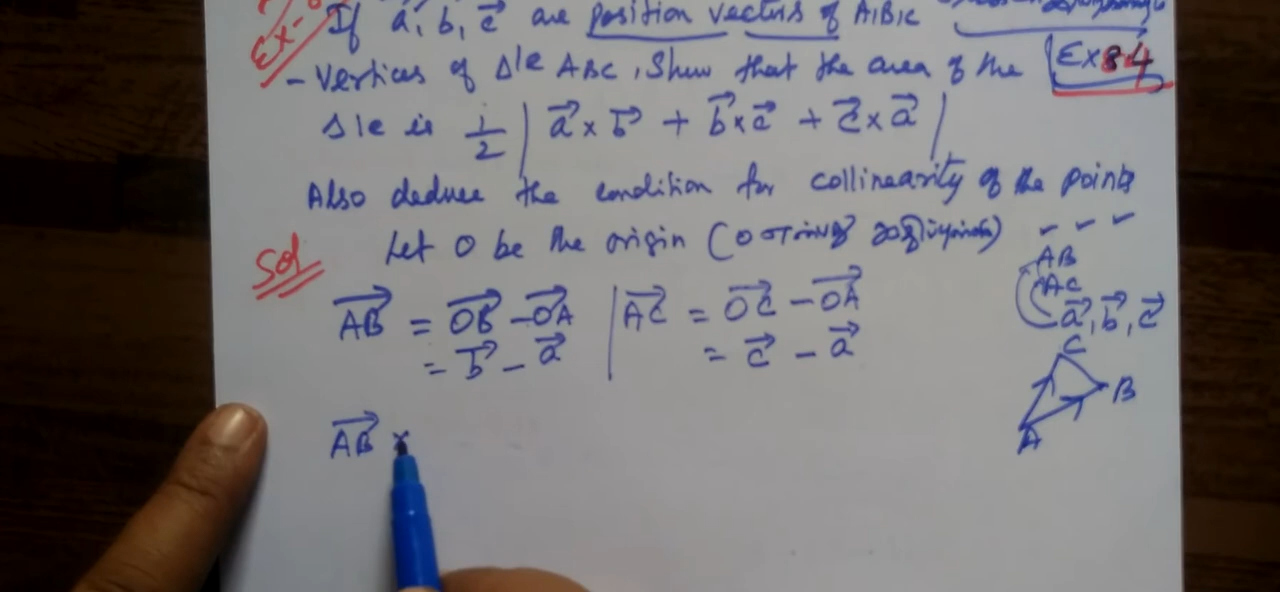 Ex-
If a⃗, b⃗, c⃗ are position vectors of A, B, C
- vertices of Δle ABC, Show that the area of the Ex 8.4
Δle is 1/2 | a⃗ × b⃗ + b⃗ × c⃗ + c⃗ × a⃗ |
Also deduce the condition for collinearity of the points
Sol Let O be the origin
AB⃗ = OB⃗ - OA⃗ | AC⃗ = OC⃗ - OA⃗
= b⃗ - a⃗ = c⃗ - a⃗
AB
AC
a⃗, b⃗, c⃗
C
B
A
AB⃗ ×